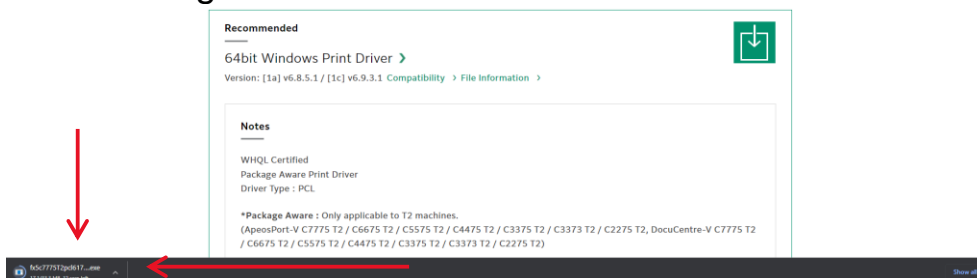 Recommended
64bit Windows Print Driver >
Version: [1a] v6.8.5.1 / [1c] v6.9.3.1 Compatibility > File Information >
Notes
WHQL Certified
Package Aware Print Driver
Driver Type : PCL
*Package Aware : Only applicable to T2 machines.
(ApeosPort-V C7775 T2 / C6675 T2 / C5575 T2 / C4475 T2 / C3375 T2 / C3373 T2 / C2275 T2, DocuCentre-V C7775 T2
/ C6675 T2 / C5575 T2 / C4475 T2 / C3375 T2 / C3373 T2 / C2275 T2)
Show all